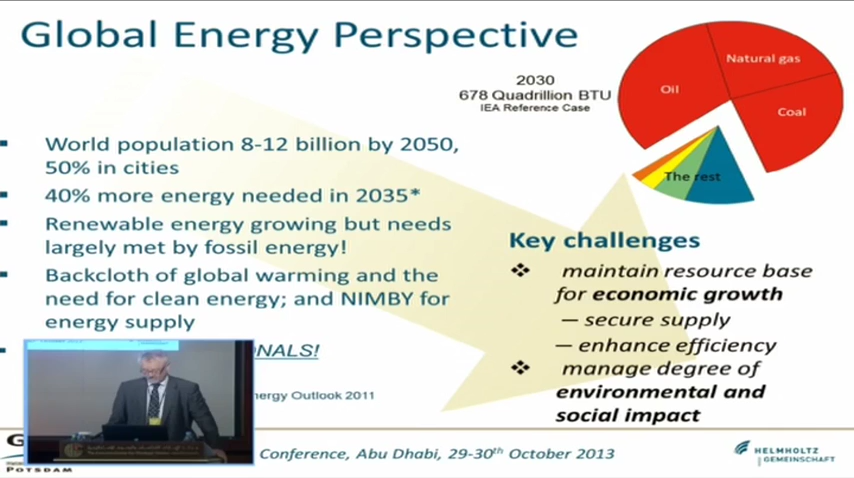 Global Energy Perspective
2030
678 Quadrillion BTU
IEA Reference Case
Oil
Natural gas
Coal
The rest
World population 8-12 billion by 2050,
50% in cities
40% more energy needed in 2035*
Renewable energy growing but needs
largely met by fossil energy!
Backcloth of global warming and the
need for clean energy; and NIMBY for
energy supply
ONALS!
nergy Outlook 2011
Key challenges
❖ maintain resource base
for economic growth
— secure supply
— enhance efficiency
❖ manage degree of
environmental and
social impact
G
POTSDAM
Conference, Abu Dhabi, 29-30th October 2013
HELMHOLTZ
GEMEINSCHAFT